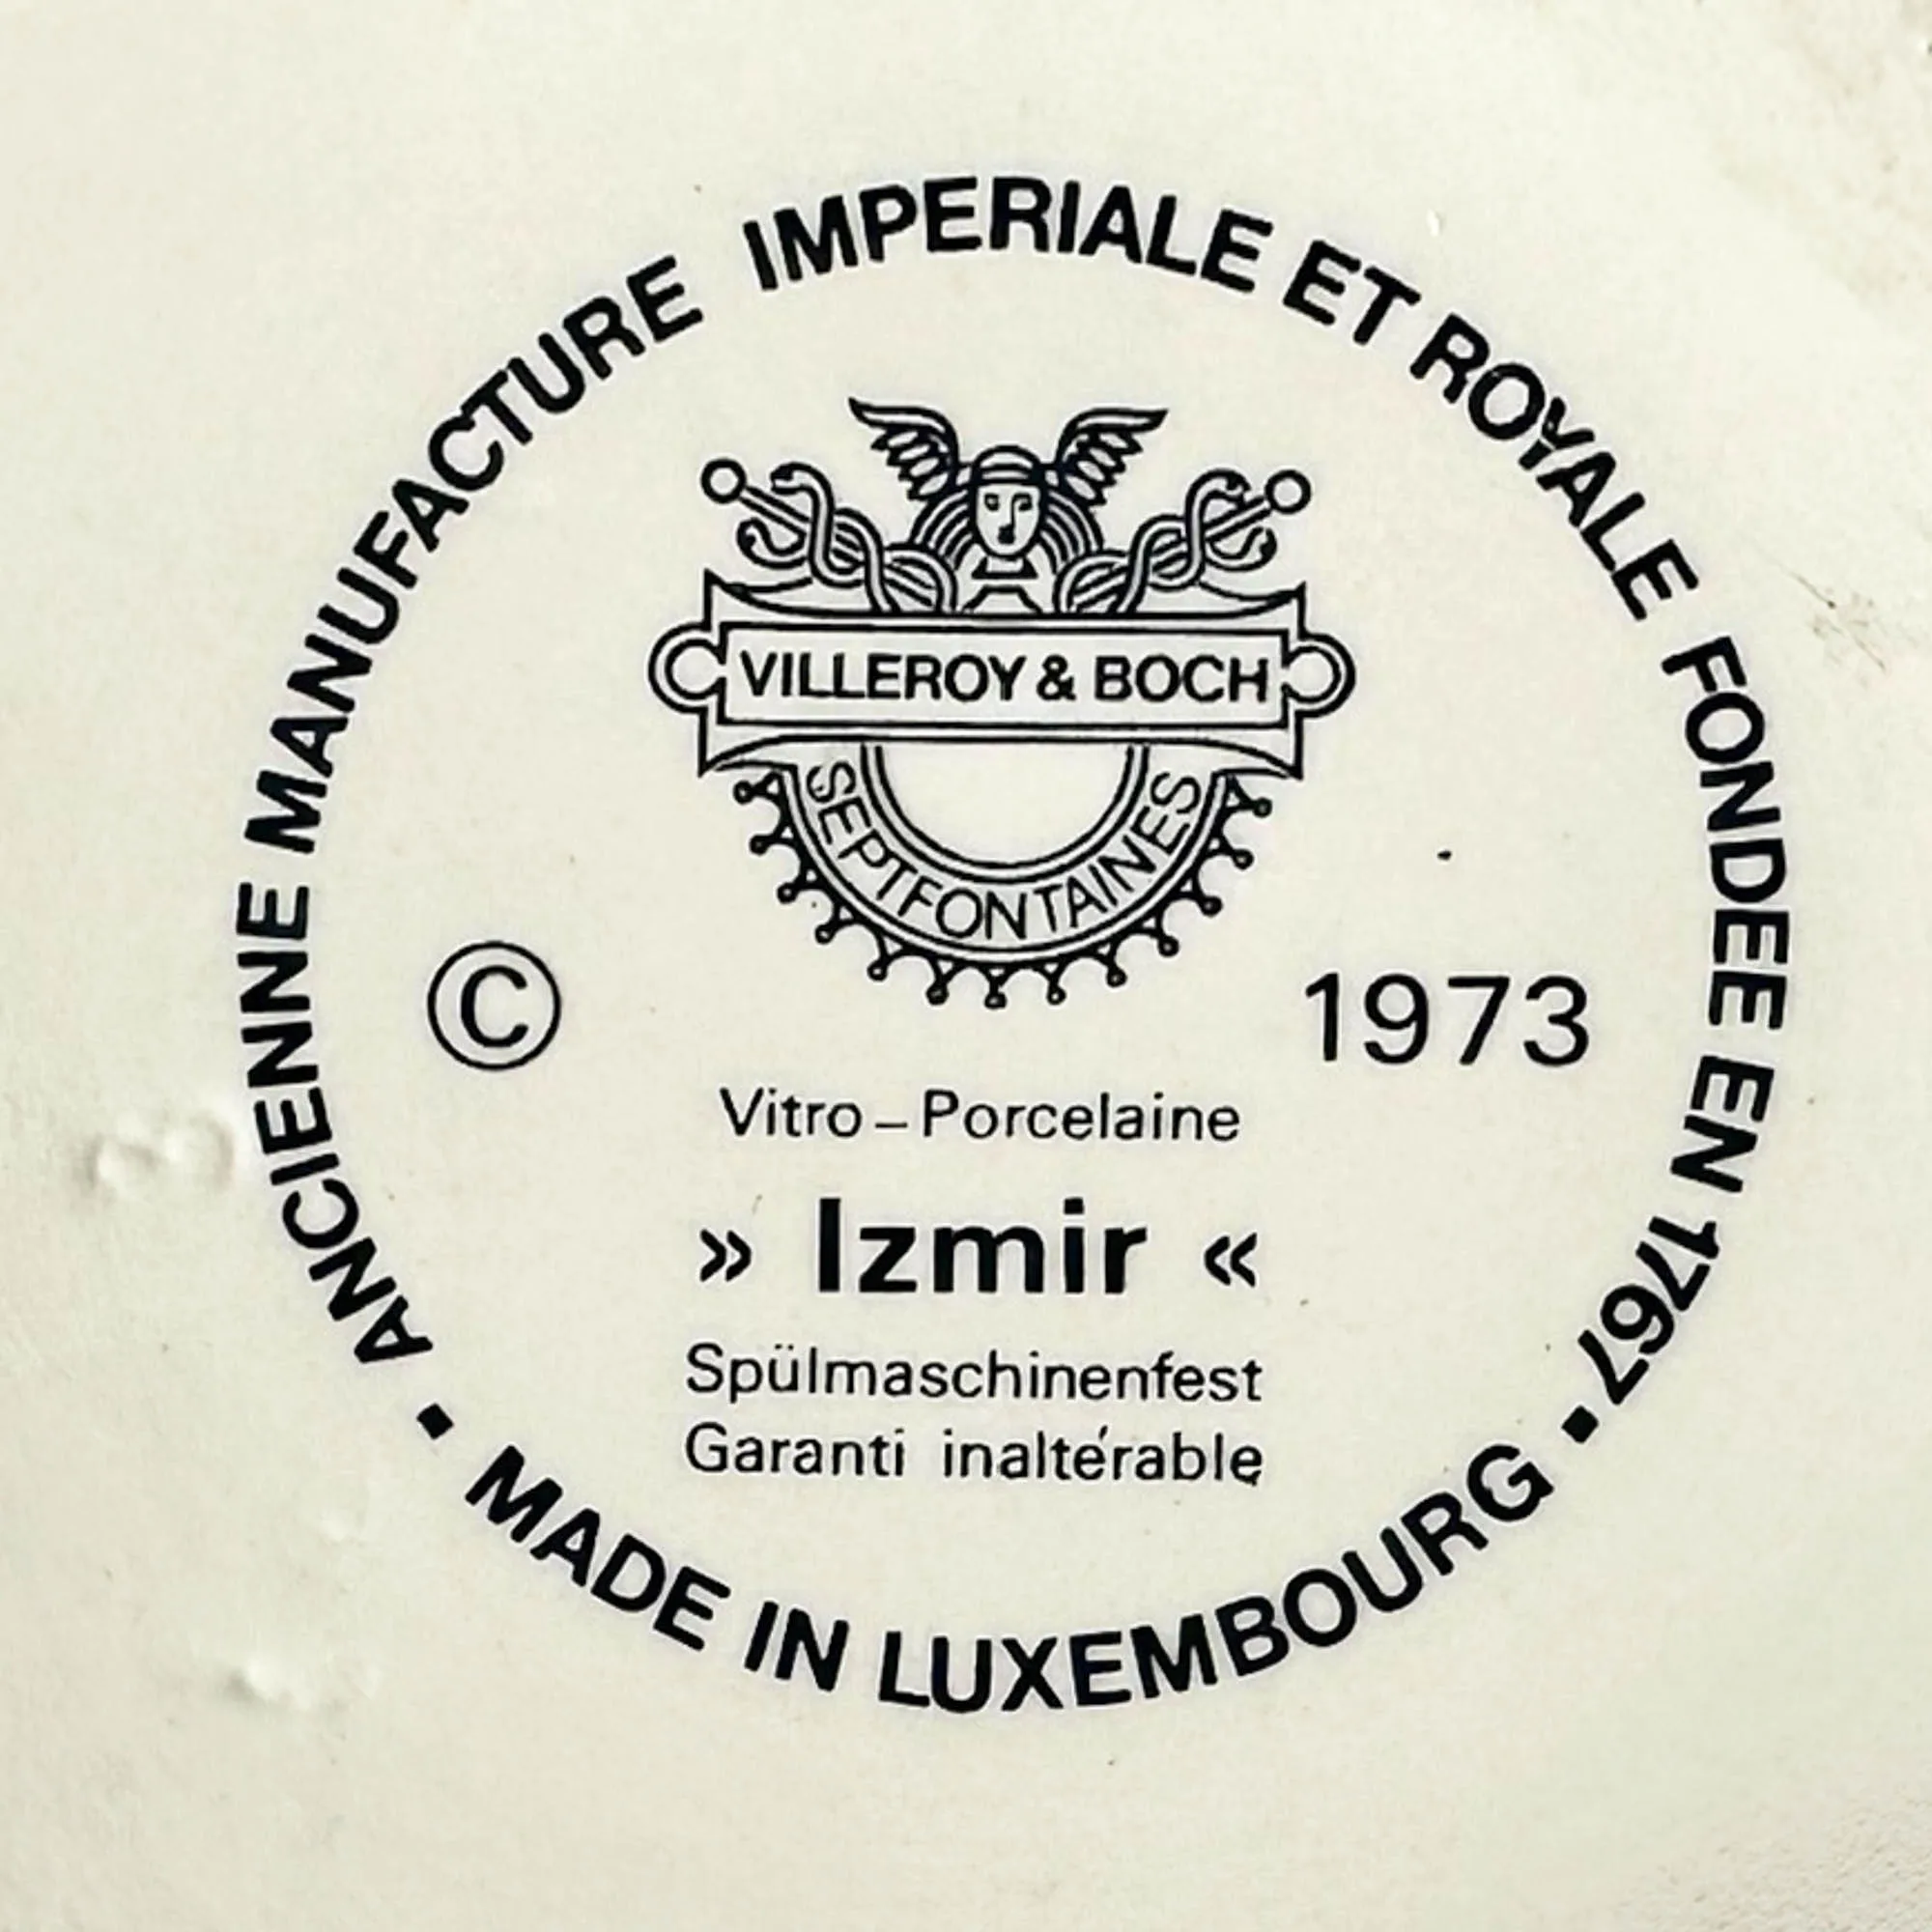 ANCIENNE MANUFACTURE IMPERIALE ET ROYALE FONDEE EN 1767 •
VILLEROY & BOCH
SEPTFONTAINES
© 1973
Vitro – Porcelaine
» Izmir «
Spülmaschinenfest
Garanti inaltérable
MADE IN LUXEMBOURG •